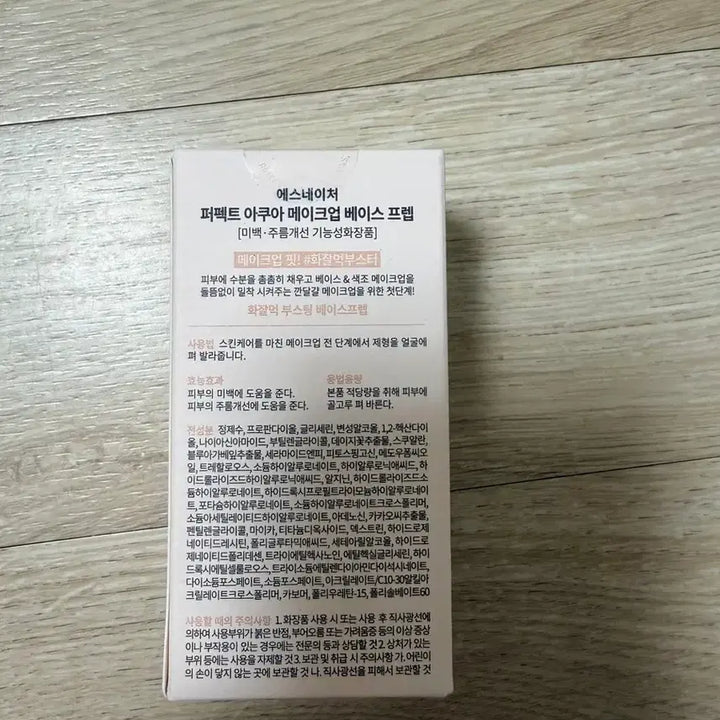 에스네이처
퍼펙트 아쿠아 메이크업 베이스 프렙
[미백·주름개선 기능성화장품]
메이크업 핏! #화잘먹부스터
피부에 수분을 촘촘히 채우고 베이스 & 색조 메이크업을
들뜸없이 밀착 시켜주는 깐달걀 메이크업을 위한 첫단계!
화잘먹 부스팅 베이스프렙
사용법 스킨케어를 마친 메이크업 전 단계에서 제형을 얼굴에
펴 발라줍니다.
효능효과
피부의 미백에 도움을 준다.
피부의 주름개선에 도움을 준다.
용법용량
본품 적당량을 취해 피부에
골고루 펴 바른다.
전성분 정제수, 프로판다이올, 글리세린, 변성알코올, 1,2-헥산다이
올, 나이아신아마이드, 부틸렌글라이콜, 데이지꽃추출물, 스쿠알란,
블루아가베잎추출물, 세라마이드엔피, 피토스핑고신, 메도우폼씨오
일, 트레할로오스, 소듐하이알루로네이트, 하이알루로닉애씨드, 하
이드롤라이즈드하이알루로닉애씨드, 알지닌, 하이드롤라이즈드소
듐하이알루로네이트, 하이드록시프로필트라이모늄하이알루로네이
트, 포타슘하이알루로네이트, 소듐하이알루로네이트크로스폴리머,
소듐아세틸레이티드하이알루로네이트, 아데노신, 카카오씨추출물,
펜틸렌글라이콜, 마이카, 티타늄디옥사이드, 덱스트린, 하이드로제
네이티드레시틴, 폴리글루타믹애씨드, 세테아릴알코올, 하이드로
제네이티드폴리데센, 트라이에틸헥사노인, 에틸헥실글리세린, 하이
드록시에틸셀룰로오스, 트라이소듐에틸렌다이아민다이석시네이트,
다이소듐포스페이트, 소듐포스페이트, 아크릴레이트/C10-30알킬아
크릴레이트크로스폴리머, 카보머, 폴리우레탄-15, 폴리솔베이트60
사용할 때의 주의사항 1. 화장품 사용 시 또는 사용 후 직사광선에
의하여 사용부위가 붉은 반점, 부어오름 또는 가려움증 등의 이상 증상
이나 부작용이 있는 경우에는 전문의 등과 상담할 것 2. 상처가 있는
부위 등에는 사용을 자제할 것 3. 보관 및 취급 시 주의사항 가. 어린이
의 손이 닿지 않는 곳에 보관할 것 나. 직사광선을 피해서 보관할 것